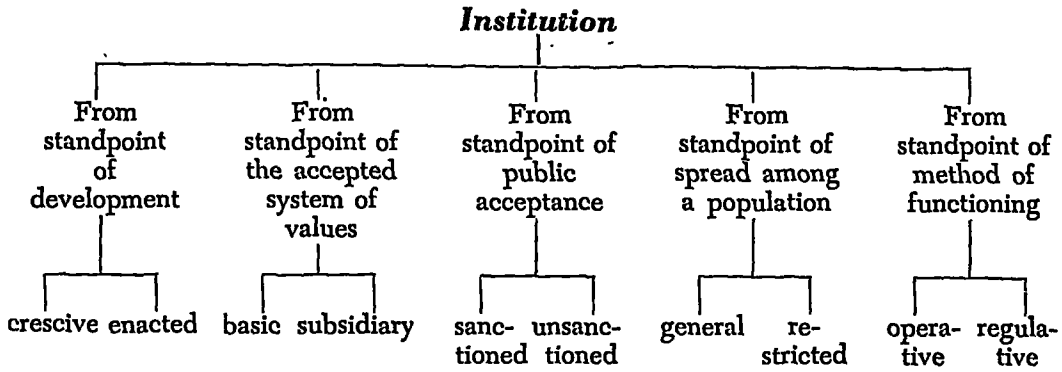 Institution
From
standpoint
of
development
From
standpoint of
the accepted
system of
values
From
standpoint of
public
acceptance
From
standpoint of
spread among
a population
From
standpoint of
method of
functioning
crescive enacted
basic subsidiary
sanc- unsanc-
tioned tioned
general re-
stricted
opera- regula-
tive tive